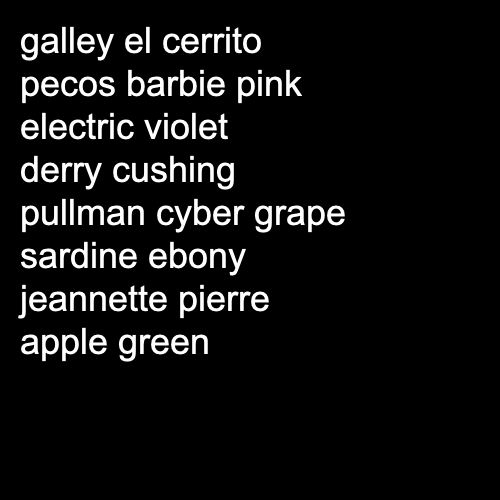 galley el cerrito
pecos barbie pink
electric violet
derry cushing
pullman cyber grape
sardine ebony
jeannette pierre
apple green